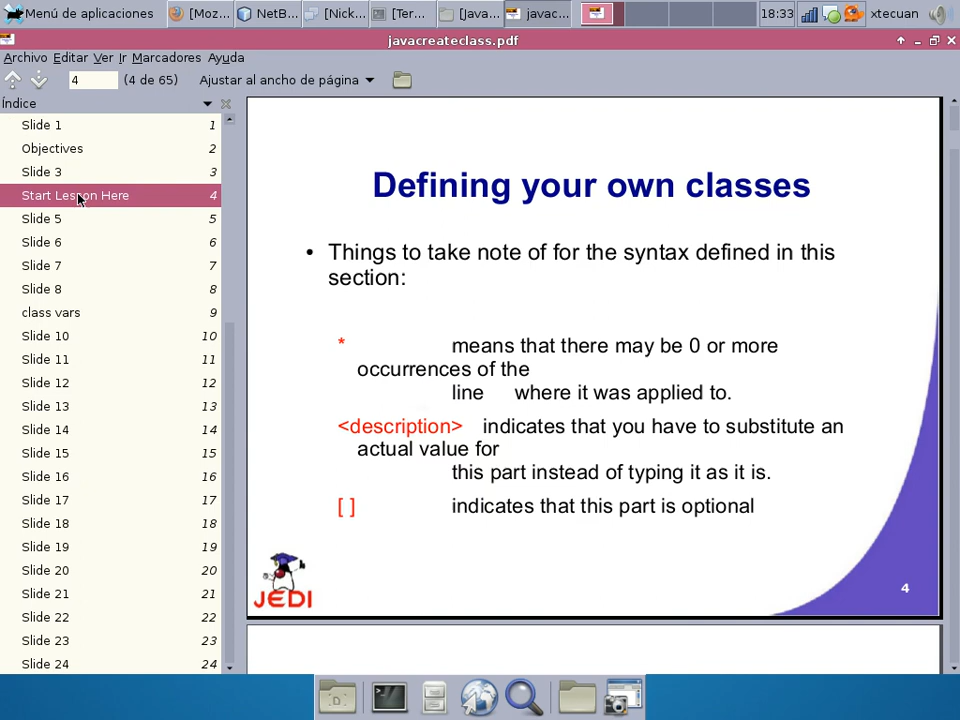 Menú de aplicaciones [Moz... NetB... [Nick... [Ter... [Java... javac... 18:33 xtecuan
javacreateclass.pdf
Archivo Editar Ver Ir Marcadores Ayuda
4 (4 de 65) Ajustar al ancho de página
Índice
Slide 1 1
Objectives 2
Slide 3 3
Start Lesson Here 4
Slide 5 5
Slide 6 6
Slide 7 7
Slide 8 8
class vars 9
Slide 10 10
Slide 11 11
Slide 12 12
Slide 13 13
Slide 14 14
Slide 15 15
Slide 16 16
Slide 17 17
Slide 18 18
Slide 19 19
Slide 20 20
Slide 21 21
Slide 22 22
Slide 23 23
Slide 24 24
Defining your own classes
• Things to take note of for the syntax defined in this
section:
* means that there may be 0 or more
occurrences of the
line where it was applied to.
<description> indicates that you have to substitute an
actual value for
this part instead of typing it as it is.
[ ] indicates that this part is optional
JEDI
4